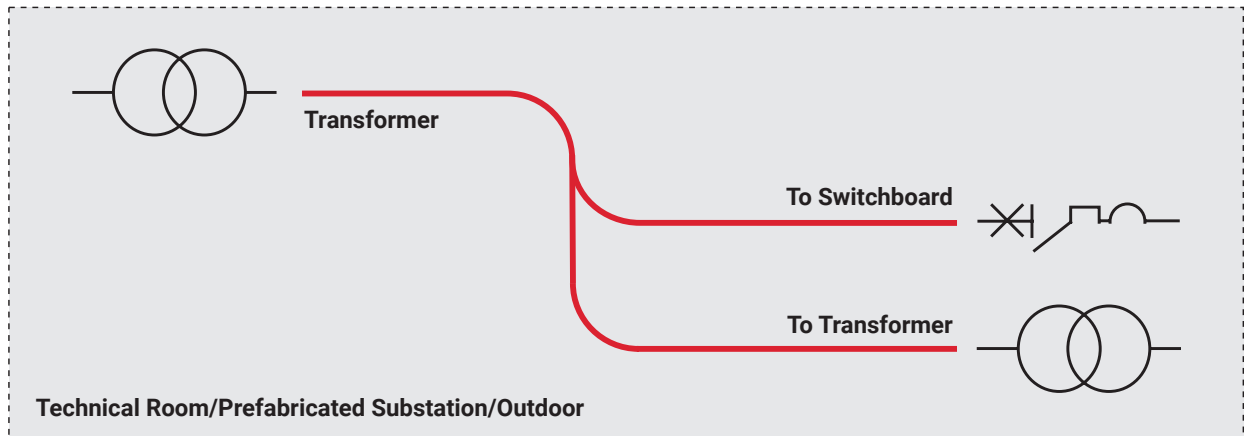 Transformer
To Switchboard
To Transformer
Technical Room/Prefabricated Substation/Outdoor